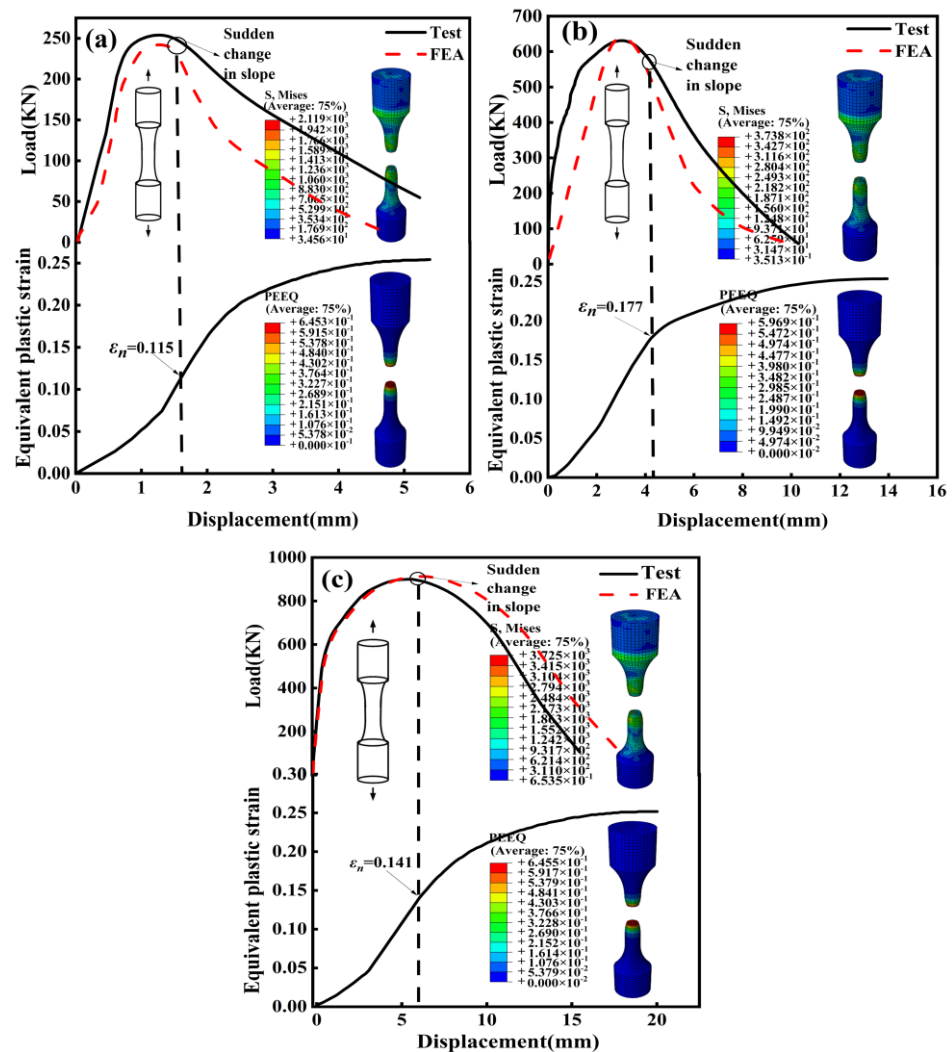 (a)
Test
FEA
Sudden
change
in slope
Load(KN)
300
250
200
150
100
50
0
S, Mises
(Average: 75%)
+2.119×10³
+1.942×10³
+1.766×10³
+1.589×10³
+1.413×10³
+1.236×10³
+1.060×10³
+8.830×10²
+7.065×10²
+5.299×10²
+3.534×10²
+1.769×10²
+3.456×10¹
Equivalent plastic strain
0.25
0.20
0.15
0.10
0.05
0.00
εn=0.115
PEEQ
(Average: 75%)
+6.453×10⁻¹
+5.915×10⁻¹
+5.378×10⁻¹
+4.840×10⁻¹
+4.302×10⁻¹
+3.764×10⁻¹
+3.227×10⁻¹
+2.689×10⁻¹
+2.151×10⁻¹
+1.613×10⁻¹
+1.076×10⁻¹
+5.378×10⁻²
+0.000×10⁻¹
0 1 2 3 4 5 6
Displacement(mm)
(b)
Test
FEA
Sudden
change
in slope
Load(KN)
700
600
500
400
300
200
100
0
S, Mises
(Average: 75%)
+3.738×10²
+3.427×10²
+3.116×10²
+2.804×10²
+2.493×10²
+2.182×10²
+1.871×10²
+1.560×10²
+1.248×10²
+3.147×10¹
+3.513×10⁻¹
Equivalent plastic strain
0.25
0.20
0.15
0.10
0.05
0.00
εn=0.177
PEEQ
(Average: 75%)
+5.969×10⁻¹
+5.472×10⁻¹
+4.974×10⁻¹
+4.477×10⁻¹
+3.980×10⁻¹
+3.482×10⁻¹
+2.985×10⁻¹
+2.487×10⁻¹
+1.990×10⁻¹
+1.492×10⁻¹
+9.949×10⁻²
+4.974×10⁻²
+0.000×10⁻²
0 2 4 6 8 10 12 14 16
Displacement(mm)
(c)
Test
FEA
Sudden
change
in slope
Load(KN)
1000
800
600
400
200
S, Mises
(Average: 75%)
+3.725×10³
+3.415×10³
+3.104×10³
+2.794×10³
+2.484×10³
+2.173×10³
+1.863×10³
+1.552×10³
+1.242×10³
+9.317×10²
+6.214×10²
+3.110×10²
+6.535×10⁻¹
Equivalent plastic strain
0.30
0.25
0.20
0.15
0.10
0.05
0.00
εn=0.141
PEEQ
(Average: 75%)
+6.455×10⁻¹
+5.917×10⁻¹
+5.379×10⁻¹
+4.841×10⁻¹
+4.303×10⁻¹
+3.766×10⁻¹
+3.228×10⁻¹
+2.690×10⁻¹
+2.152×10⁻¹
+1.614×10⁻¹
+1.076×10⁻¹
+5.379×10⁻²
+0.000×10⁻²
0 5 10 15 20
Displacement(mm)